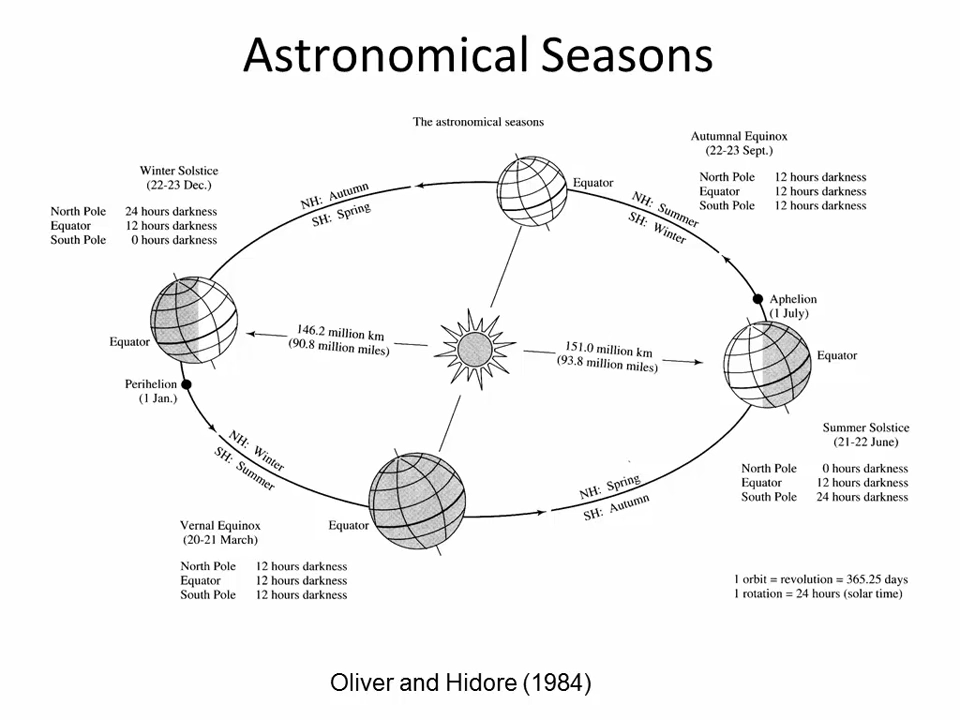 Astronomical Seasons
The astronomical seasons
Autumnal Equinox
(22-23 Sept.)
North Pole 12 hours darkness
Equator 12 hours darkness
South Pole 12 hours darkness
Winter Solstice
(22-23 Dec.)
North Pole 24 hours darkness
Equator 12 hours darkness
South Pole 0 hours darkness
NH: Autumn
SH: Spring
Equator
NH: Summer
SH: Winter
Aphelion
(1 July)
Equator
146.2 million km
(90.8 million miles)
151.0 million km
(93.8 million miles)
Equator
Perihelion
(1 Jan.)
NH: Winter
SH: Summer
Summer Solstice
(21-22 June)
North Pole 0 hours darkness
Equator 12 hours darkness
South Pole 24 hours darkness
NH: Spring
SH: Autumn
Vernal Equinox
(20-21 March)
Equator
North Pole 12 hours darkness
Equator 12 hours darkness
South Pole 12 hours darkness
1 orbit = revolution = 365.25 days
1 rotation = 24 hours (solar time)
Oliver and Hidore (1984)